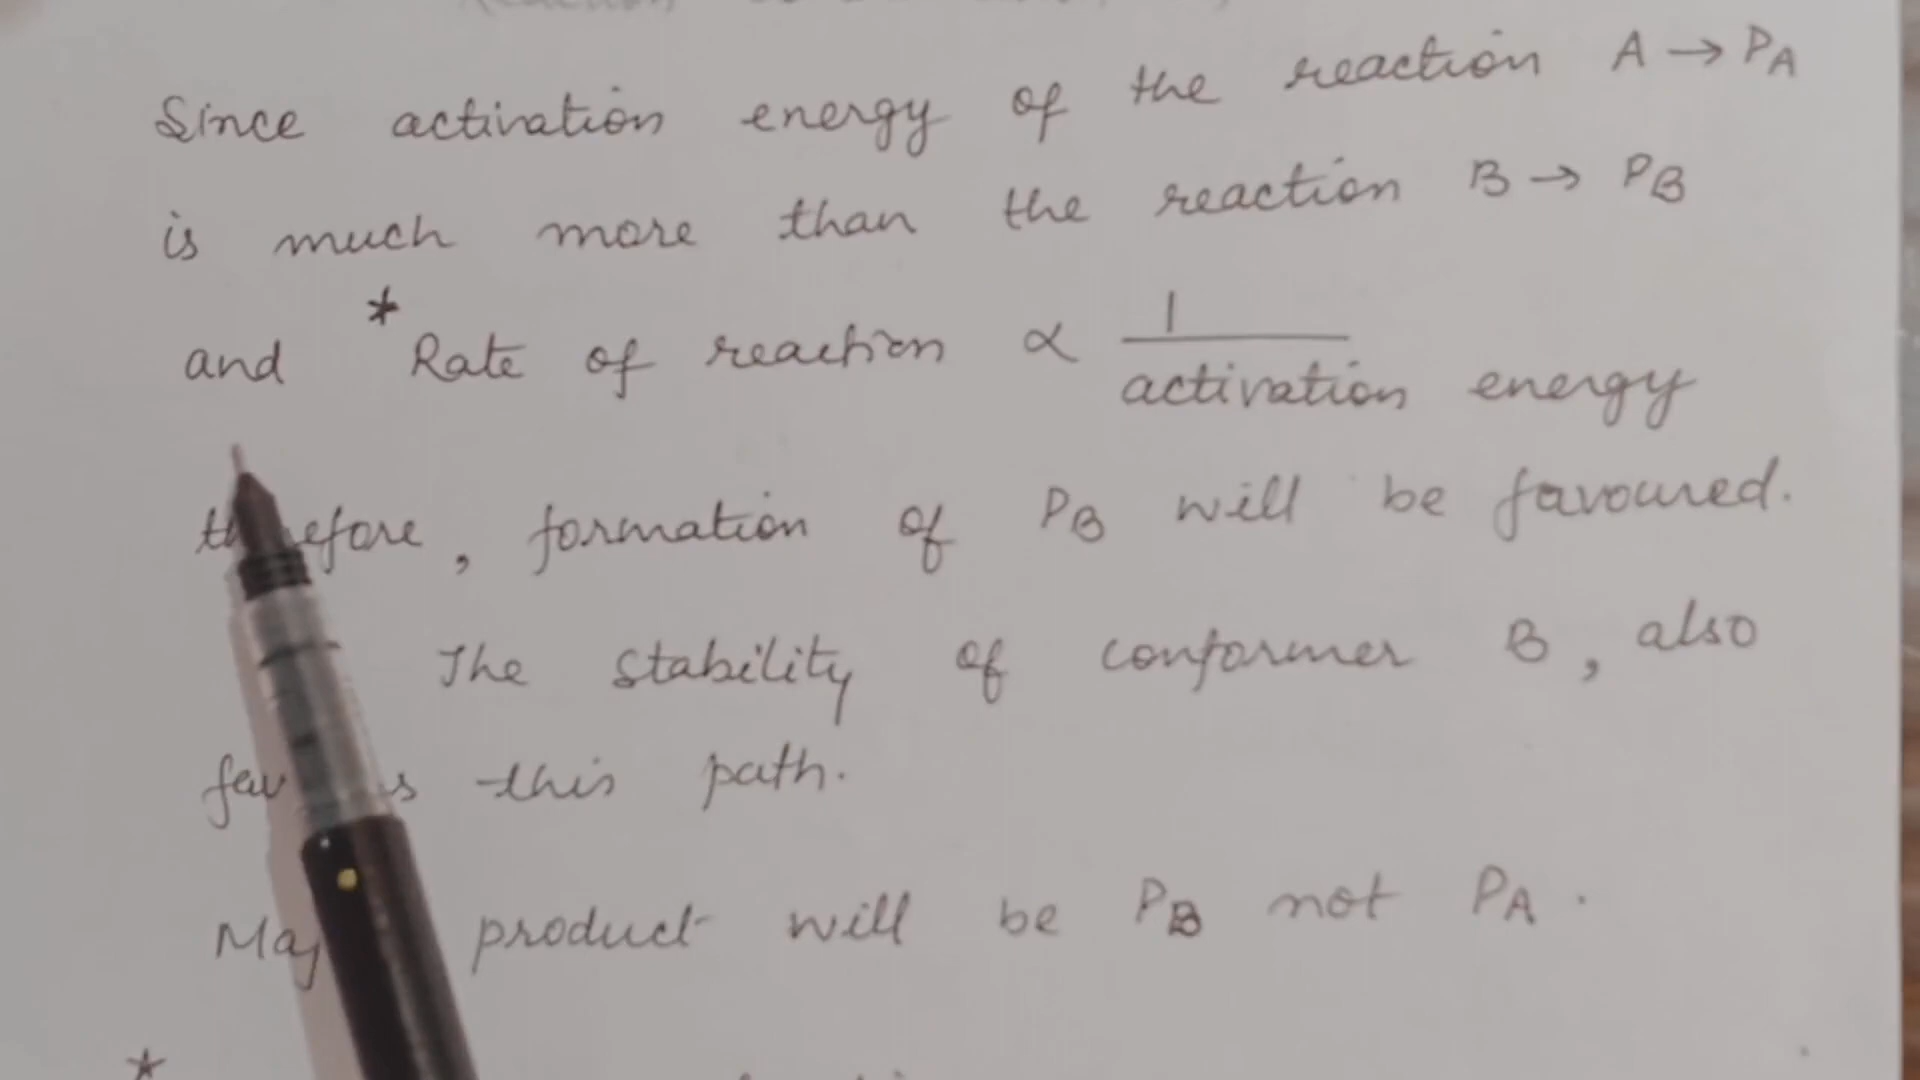 Since activation energy of the reaction A → PA
is much more than the reaction B → PB
and * Rate of reaction ∝ 1 / activation energy
therefore, formation of PB will be favoured.
The stability of conformer B, also
this path.
product will be PB not PA.
*